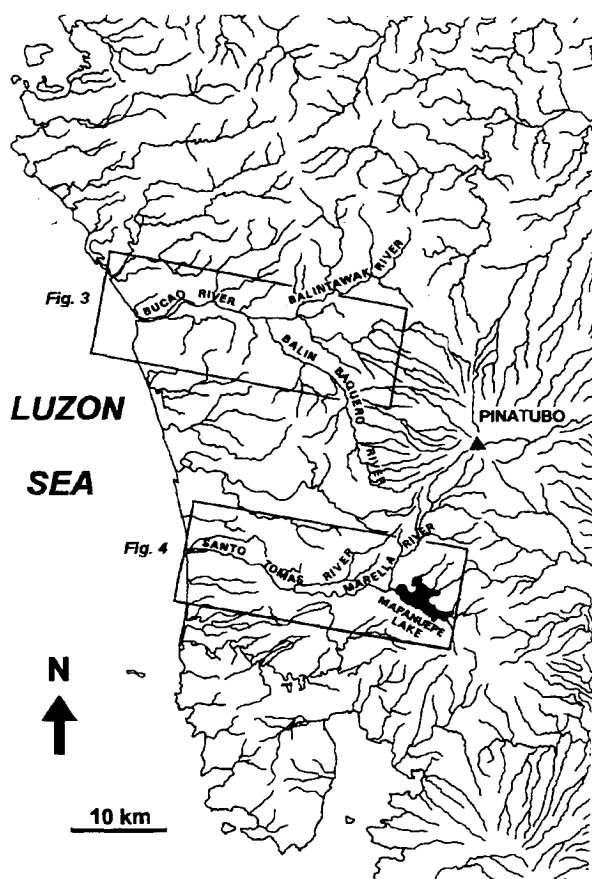 BALINTAWAK RIVER
Fig. 3
BUCAO RIVER
BALIN BAQUERO RIVER
LUZON
SEA
PINATUBO
Fig. 4
SANTO TOMAS RIVER
MARELLA RIVER
MAPANUEPE
LAKE
N
10 km